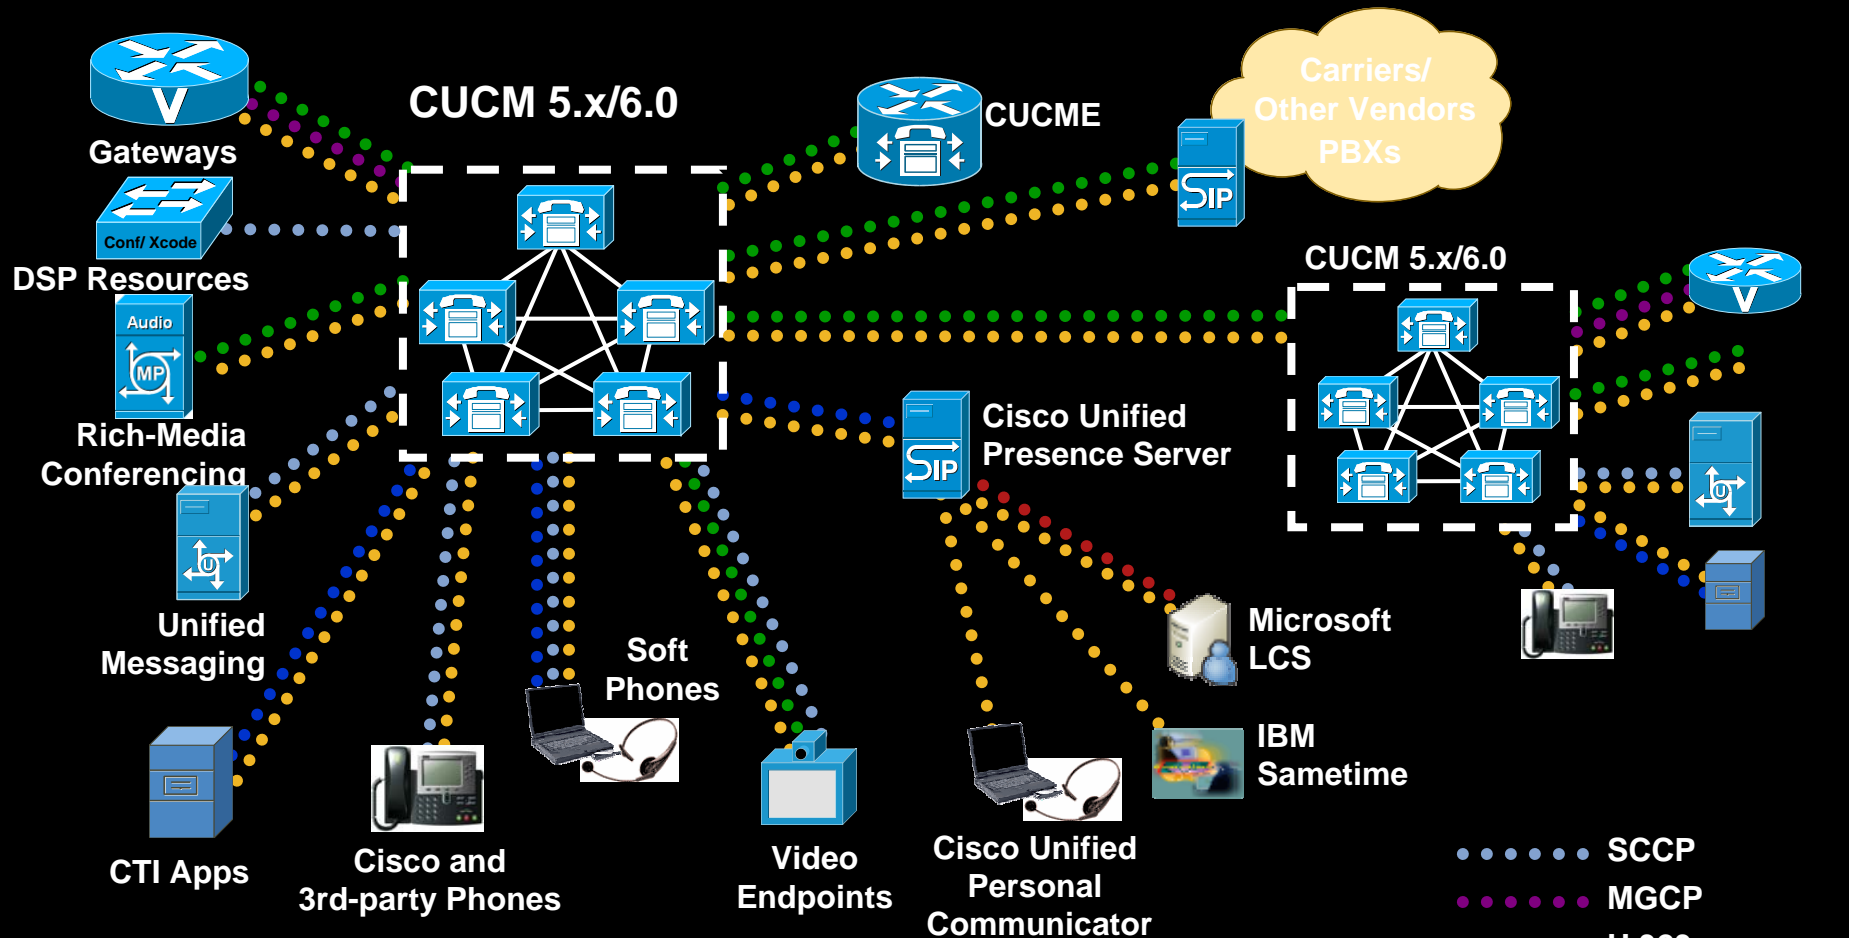 CUCM 5.x/6.0
Gateways
V
CUCME
Carriers/
Other Vendors
PBXs
SIP
Conf/ Xcode
DSP Resources
CUCM 5.x/6.0
V
Audio
MP
Rich-Media
Conferencing
SIP
Cisco Unified
Presence Server
U
U
Unified
Messaging
Soft
Phones
Microsoft
LCS
IBM
Sametime
CTI Apps
Cisco and
3rd-party Phones
Video
Endpoints
Cisco Unified
Personal
Communicator
SCCP
MGCP